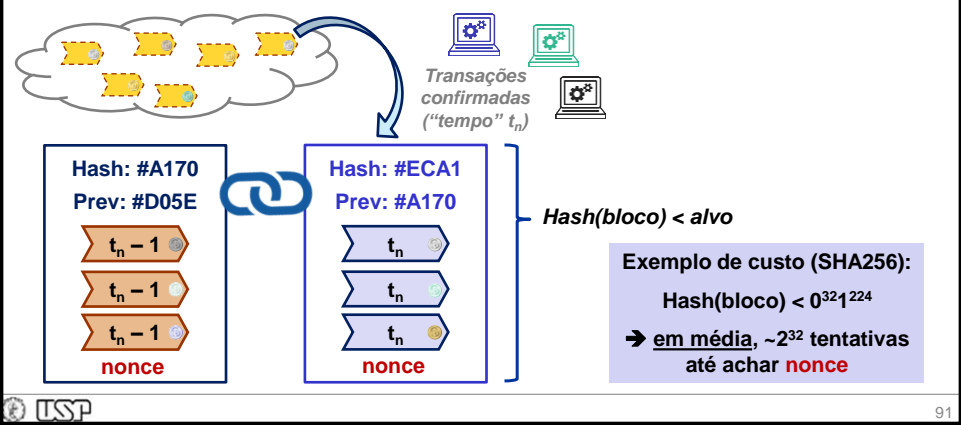 Transações
confirmadas
("tempo" tₙ)
Hash: #A170
Prev: #D05E
tₙ – 1
tₙ – 1
tₙ – 1
nonce
Hash: #ECA1
Prev: #A170
tₙ
tₙ
tₙ
nonce
Hash(bloco) < alvo
Exemplo de custo (SHA256):
Hash(bloco) < 0³²1²²⁴
➔ em média, ~2³² tentativas
até achar nonce
USP
91